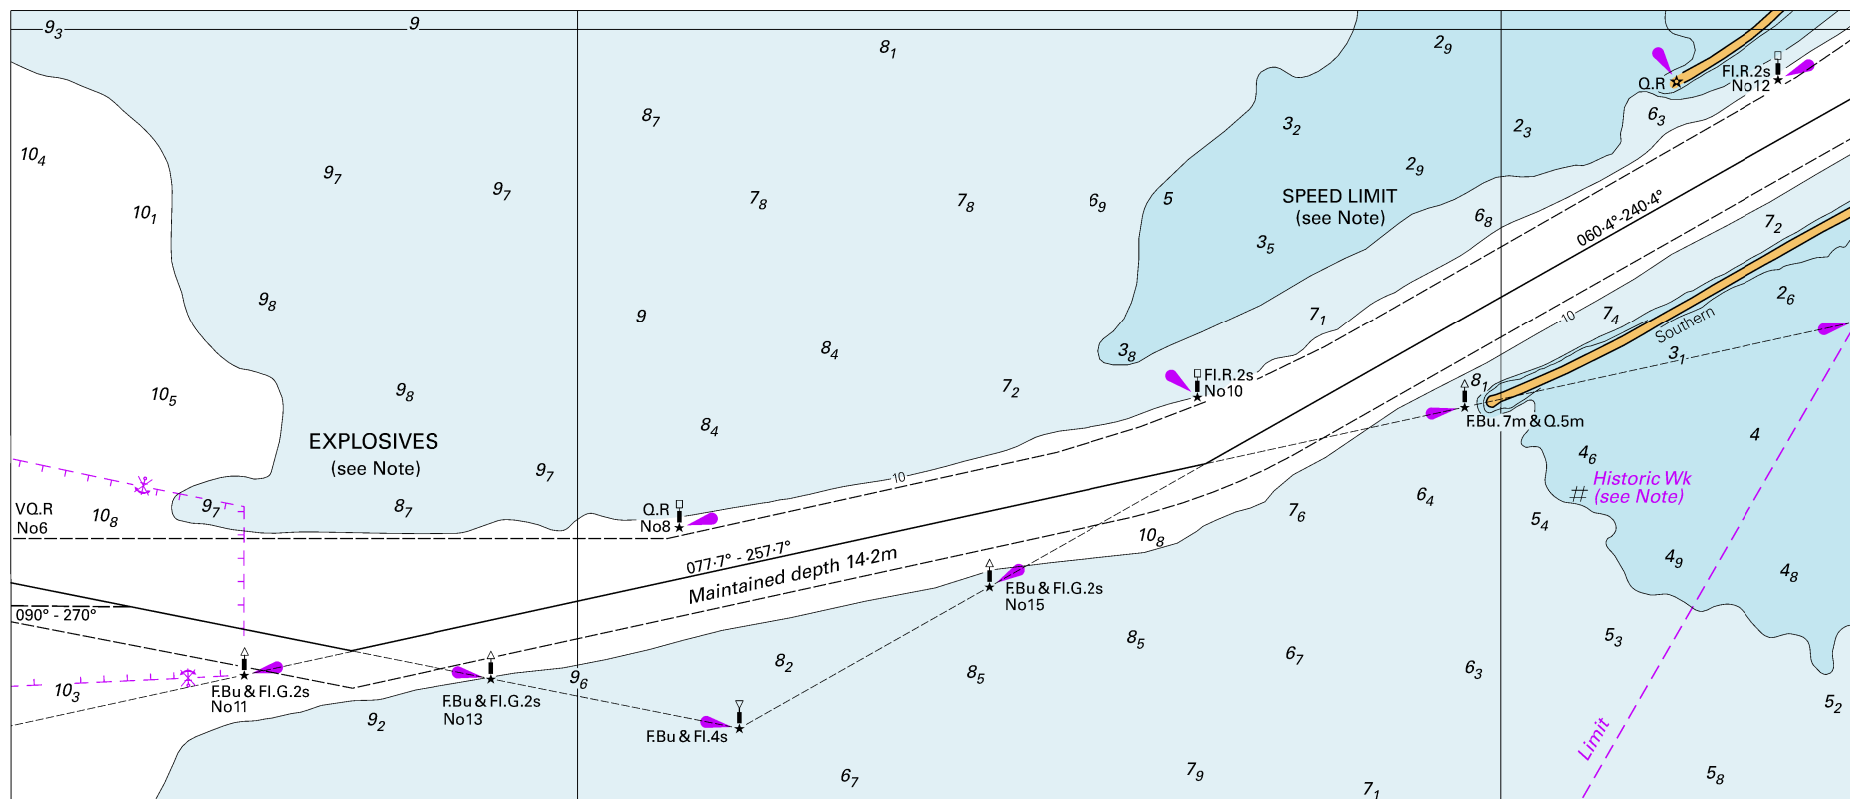 9₃
9
8₁
2₉
Q.R
Fl.R.2s
No12
6₃
8₇
3₂
2₃
10₄
9₇
9₇
2₉
7₈
7₈
6₉
5
SPEED LIMIT
(see Note)
10₁
6₈
060·4°-240·4°
7₂
3₅
9₈
2₆
9
7₁
10
7₄
Southern
8₄
3₈
3₁
10₅
9₈
7₂
Fl.R.2s
No10
8₁
8₄
F.Bu.7m & Q.5m
4
EXPLOSIVES
(see Note)
9₇
10
4₆
Historic Wk
(see Note)
6₄
VQ.R
No6
10₈
9₇
8₇
Q.R
No8
7₆
5₄
10₈
077·7° - 257·7°
Maintained depth 14·2m
4₉
4₈
F.Bu & Fl.G.2s
No15
090° - 270°
8₅
5₃
8₂
8₅
6₇
6₃
9₆
10₃
F.Bu & Fl.G.2s
No11
F.Bu & Fl.G.2s
No13
5₂
9₂
F.Bu & Fl.4s
Limit
6₇
7₉
7₁
5₈